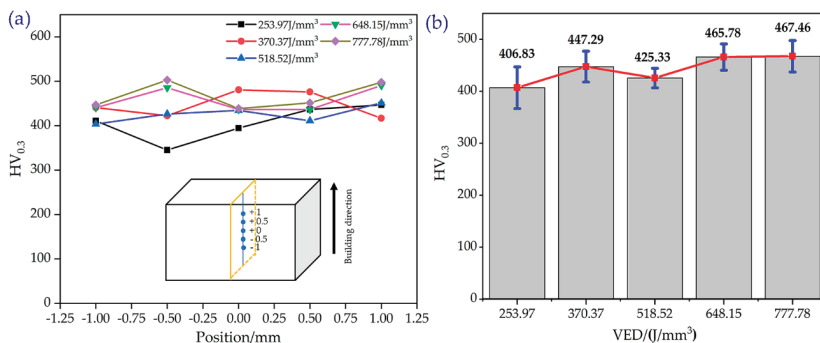 (a)
253.97J/mm³
648.15J/mm³
370.37J/mm³
777.78J/mm³
518.52J/mm³
600
500
400
300
200
100
0
HV0.3
+ 1
+ 0.5
+ 0
- 0.5
- 1
Building direction
-1.25 -1.00 -0.75 -0.50 -0.25 0.00 0.25 0.50 0.75 1.00 1.25
Position/mm
(b)
406.83 447.29 425.33 465.78 467.46
500
400
300
200
100
0
HV0.3
253.97 370.37 518.52 648.15 777.78
VED/(J/mm³)